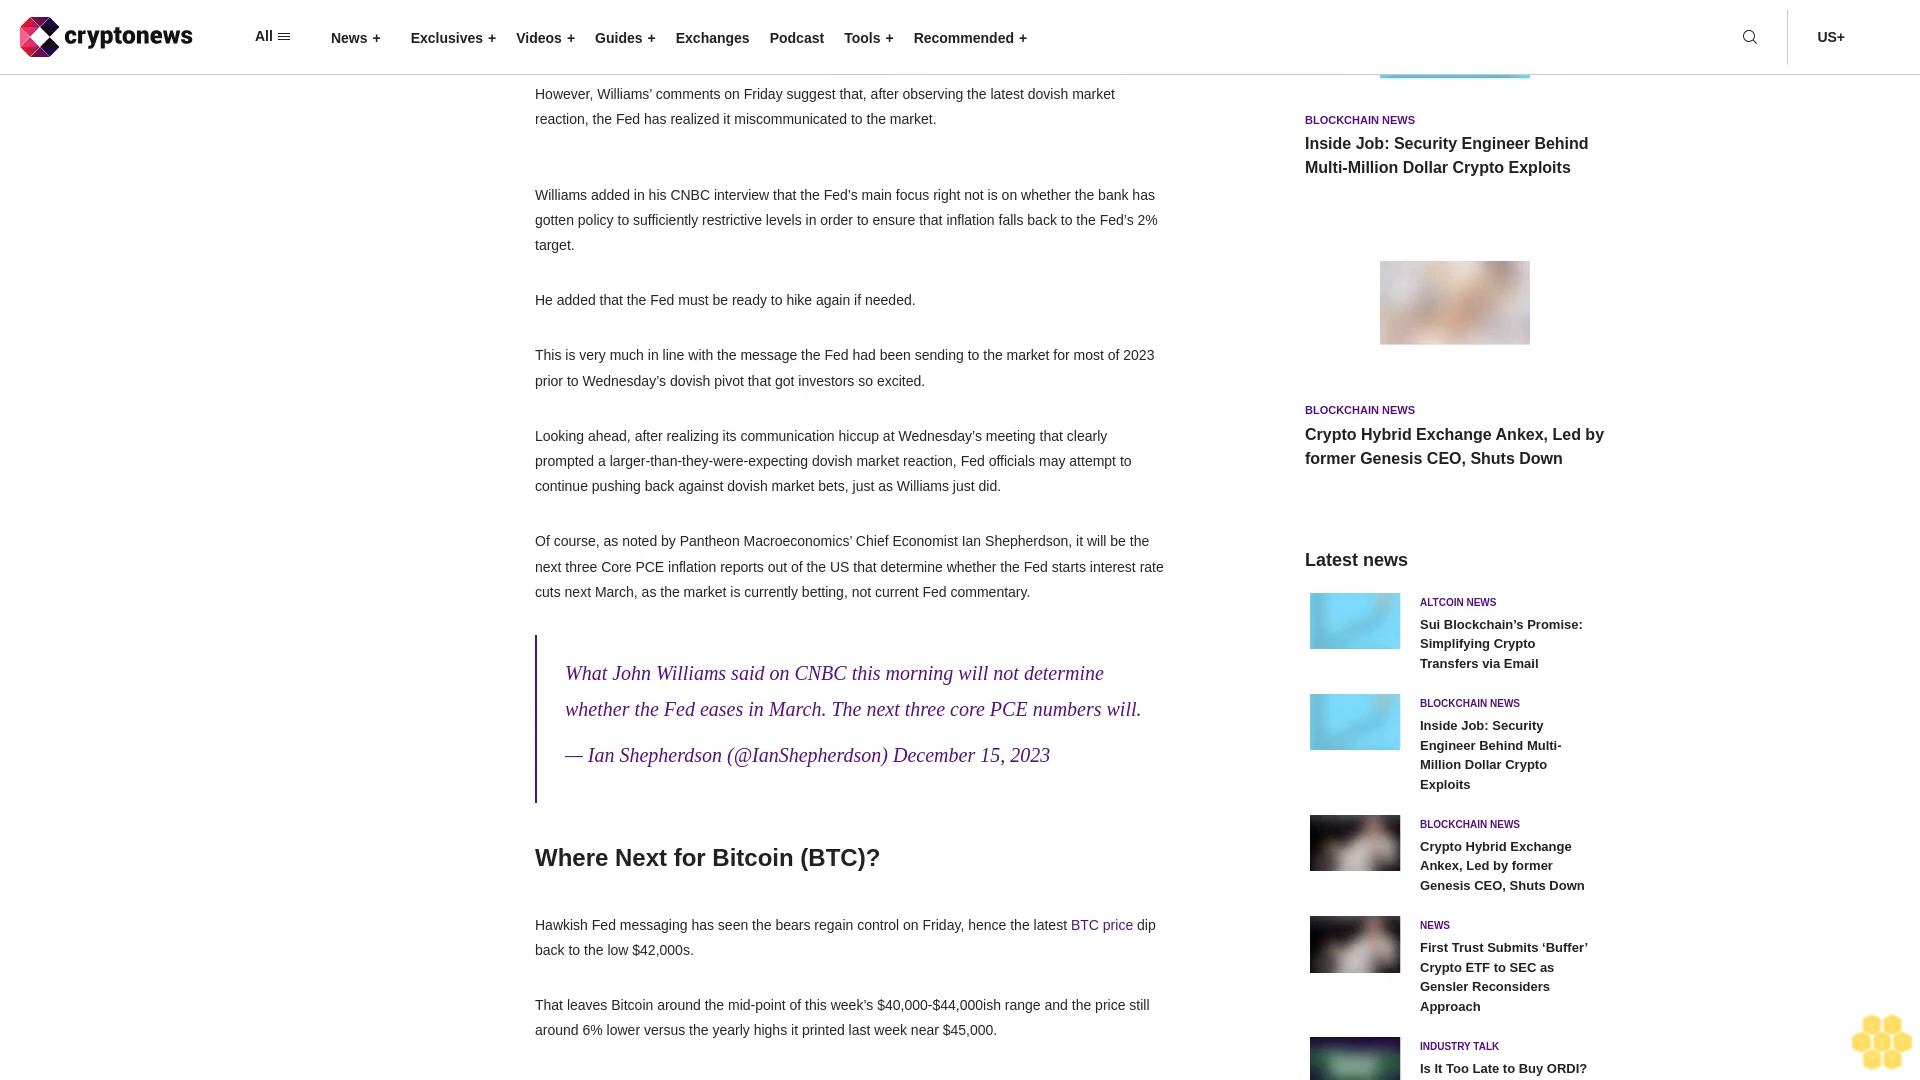 cryptonews
All
News +
Exclusives +
Videos +
Guides +
Exchanges
Podcast
Tools +
Recommended +
US+
However, Williams’ comments on Friday suggest that, after observing the latest dovish market
reaction, the Fed has realized it miscommunicated to the market.
Williams added in his CNBC interview that the Fed’s main focus right not is on whether the bank has
gotten policy to sufficiently restrictive levels in order to ensure that inflation falls back to the Fed’s 2%
target.
He added that the Fed must be ready to hike again if needed.
This is very much in line with the message the Fed had been sending to the market for most of 2023
prior to Wednesday’s dovish pivot that got investors so excited.
Looking ahead, after realizing its communication hiccup at Wednesday’s meeting that clearly
prompted a larger-than-they-were-expecting dovish market reaction, Fed officials may attempt to
continue pushing back against dovish market bets, just as Williams just did.
Of course, as noted by Pantheon Macroeconomics’ Chief Economist Ian Shepherdson, it will be the
next three Core PCE inflation reports out of the US that determine whether the Fed starts interest rate
cuts next March, as the market is currently betting, not current Fed commentary.
What John Williams said on CNBC this morning will not determine
whether the Fed eases in March. The next three core PCE numbers will.
— Ian Shepherdson (@IanShepherdson) December 15, 2023
Where Next for Bitcoin (BTC)?
Hawkish Fed messaging has seen the bears regain control on Friday, hence the latest BTC price dip
back to the low $42,000s.
That leaves Bitcoin around the mid-point of this week’s $40,000-$44,000ish range and the price still
around 6% lower versus the yearly highs it printed last week near $45,000.
BLOCKCHAIN NEWS
Inside Job: Security Engineer Behind
Multi-Million Dollar Crypto Exploits
BLOCKCHAIN NEWS
Crypto Hybrid Exchange Ankex, Led by
former Genesis CEO, Shuts Down
Latest news
ALTCOIN NEWS
Sui Blockchain’s Promise:
Simplifying Crypto
Transfers via Email
BLOCKCHAIN NEWS
Inside Job: Security
Engineer Behind Multi-
Million Dollar Crypto
Exploits
BLOCKCHAIN NEWS
Crypto Hybrid Exchange
Ankex, Led by former
Genesis CEO, Shuts Down
NEWS
First Trust Submits ‘Buffer’
Crypto ETF to SEC as
Gensler Reconsiders
Approach
INDUSTRY TALK
Is It Too Late to Buy ORDI?